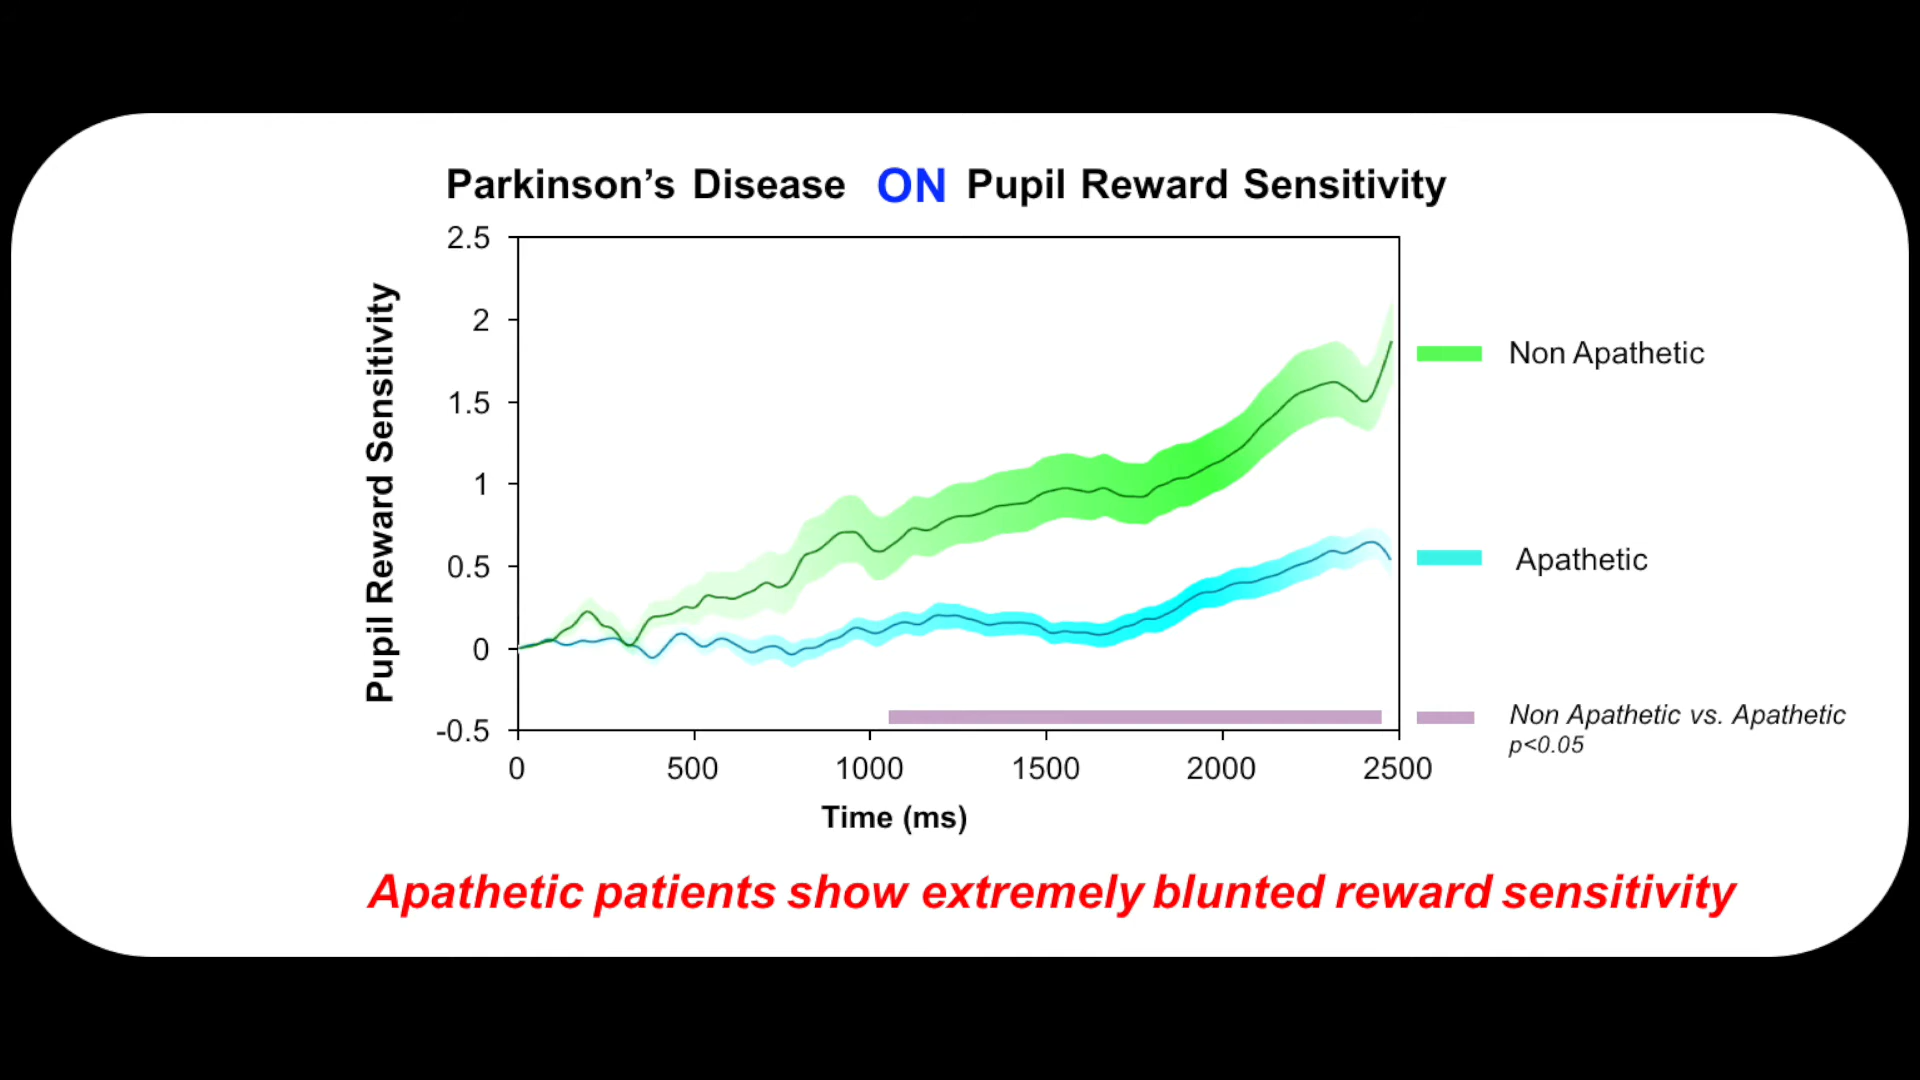 Parkinson's Disease ON Pupil Reward Sensitivity
Pupil Reward Sensitivity
2.5
2
1.5
1
0.5
0
-0.5
0 500 1000 1500 2000 2500
Time (ms)
Non Apathetic
Apathetic
Non Apathetic vs. Apathetic
p<0.05
Apathetic patients show extremely blunted reward sensitivity